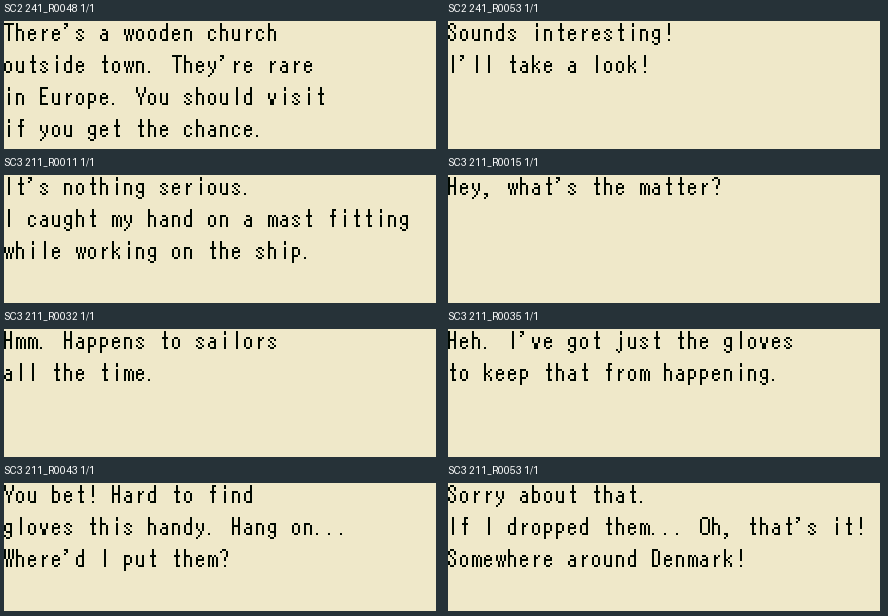 SC2 241_R0048 1/1
There's a wooden church
outside town. They're rare
in Europe. You should visit
if you get the chance.
SC2 241_R0053 1/1
Sounds interesting!
I'll take a look!
SC3 211_R0011 1/1
It's nothing serious.
I caught my hand on a mast fitting
while working on the ship.
SC3 211_R0015 1/1
Hey, what's the matter?
SC3 211_R0032 1/1
Hmm. Happens to sailors
all the time.
SC3 211_R0035 1/1
Heh. I've got just the gloves
to keep that from happening.
SC3 211_R0043 1/1
You bet! Hard to find
gloves this handy. Hang on...
Where'd I put them?
SC3 211_R0053 1/1
Sorry about that.
If I dropped them... Oh, that's it!
Somewhere around Denmark!